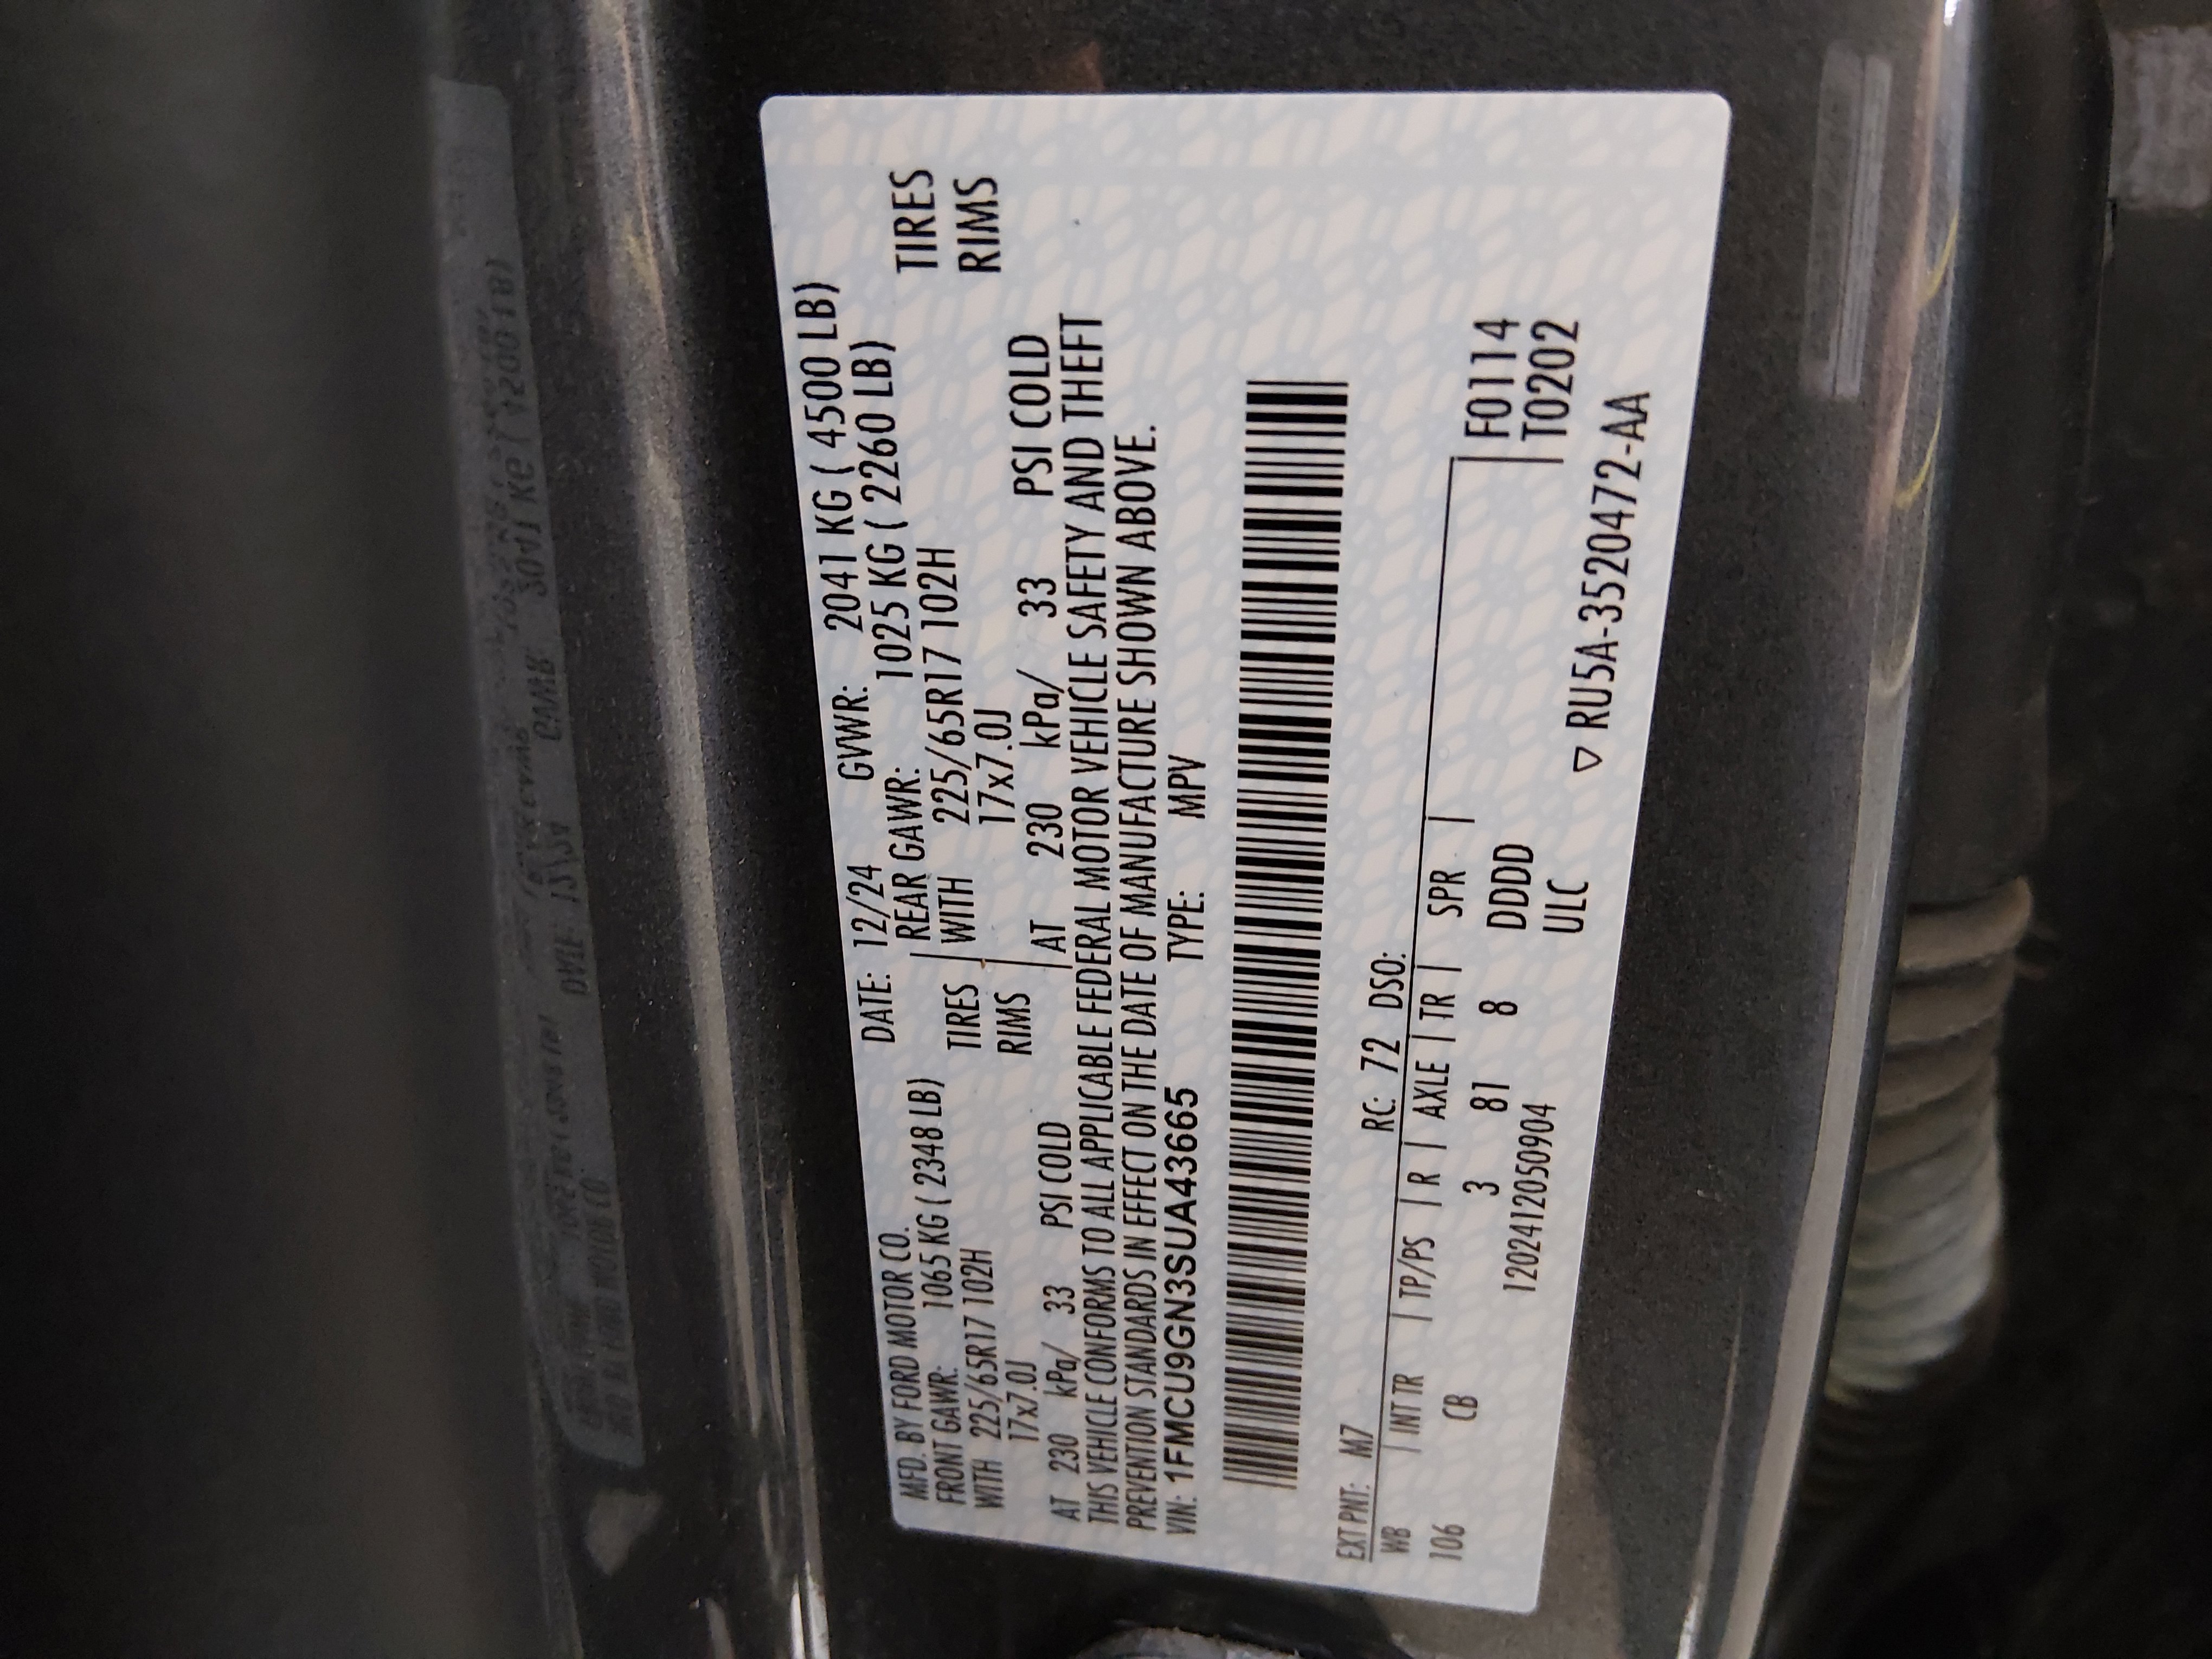 MFD. BY FORD MOTOR CO. DATE: 12/24 GVWR: 2041 KG ( 4500 LB)
FRONT GAWR: 1065 KG ( 2348 LB) REAR GAWR: 1025 KG ( 2260 LB)
WITH 225/65R17 102H TIRES WITH 225/65R17 102H TIRES
17x7.0J RIMS 17x7.0J RIMS
AT 230 kPa/ 33 PSI COLD AT 230 kPa/ 33 PSI COLD
THIS VEHICLE CONFORMS TO ALL APPLICABLE FEDERAL MOTOR VEHICLE SAFETY AND THEFT
PREVENTION STANDARDS IN EFFECT ON THE DATE OF MANUFACTURE SHOWN ABOVE.
VIN: 1FMCU9GN3SUA43665 TYPE: MPV
EXT PNT: M7 RC: 72 DSO:
WB | INT TR | TP/PS | R | AXLE | TR | SPR | F0114
106 CB 3 81 8 DDDD T0202
1202412050904 ULC ▽ RU5A-3520472-AA